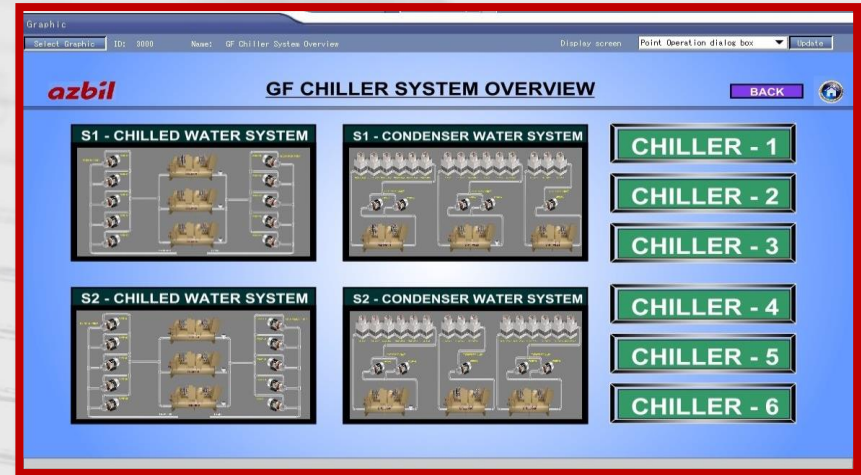 Graphic
Select Graphic ID: 3000 Name: GF Chiller System Overview Display screen Point Operation dialog box Update
azbil GF CHILLER SYSTEM OVERVIEW BACK
S1 - CHILLED WATER SYSTEM
S1 - CONDENSER WATER SYSTEM
CHILLER - 1
CHILLER - 2
CHILLER - 3
S2 - CHILLED WATER SYSTEM
S2 - CONDENSER WATER SYSTEM
CHILLER - 4
CHILLER - 5
CHILLER - 6